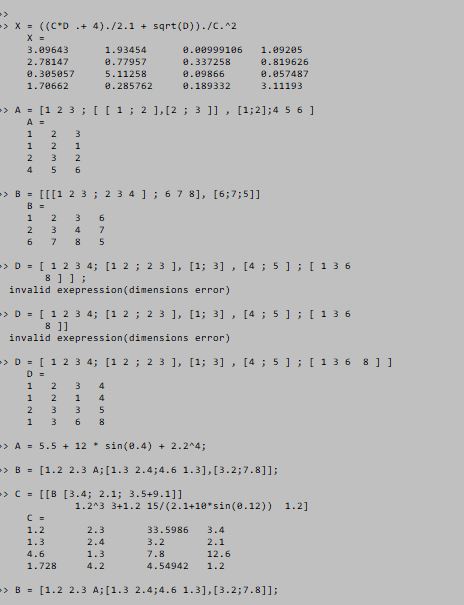 >>
>> X = ((C*D .+ 4)./2.1 + sqrt(D))./C.^2
X =
3.09643 1.93454 0.00999106 1.09205
2.78147 0.77957 0.337258 0.819626
0.305057 5.11258 0.09866 0.057487
1.70662 0.285762 0.189332 3.11193
>> A = [1 2 3 ; [ [ 1 ; 2 ],[2 ; 3 ]] , [1;2];4 5 6 ]
A =
1 2 3
1 2 1
2 3 2
4 5 6
>> B = [[[1 2 3 ; 2 3 4 ] ; 6 7 8], [6;7;5]]
B =
1 2 3 6
2 3 4 7
6 7 8 5
>> D = [ 1 2 3 4; [1 2 ; 2 3 ], [1; 3] , [4 ; 5 ] ; [ 1 3 6
8 ] ] ;
invalid exepression(dimensions error)
>> D = [ 1 2 3 4; [1 2 ; 2 3 ], [1; 3] , [4 ; 5 ] ; [ 1 3 6
8 ]]
invalid exepression(dimensions error)
>> D = [ 1 2 3 4; [1 2 ; 2 3 ], [1; 3] , [4 ; 5 ] ; [ 1 3 6 8 ] ]
D =
1 2 3 4
1 2 1 4
2 3 3 5
1 3 6 8
>> A = 5.5 + 12 * sin(0.4) + 2.2^4;
>> B = [1.2 2.3 A;[1.3 2.4;4.6 1.3],[3.2;7.8]];
>> C = [[B [3.4; 2.1; 3.5+9.1]]
1.2^3 3+1.2 15/(2.1+10*sin(0.12)) 1.2]
C =
1.2 2.3 33.5986 3.4
1.3 2.4 3.2 2.1
4.6 1.3 7.8 12.6
1.728 4.2 4.54942 1.2
>> B = [1.2 2.3 A;[1.3 2.4;4.6 1.3],[3.2;7.8]];